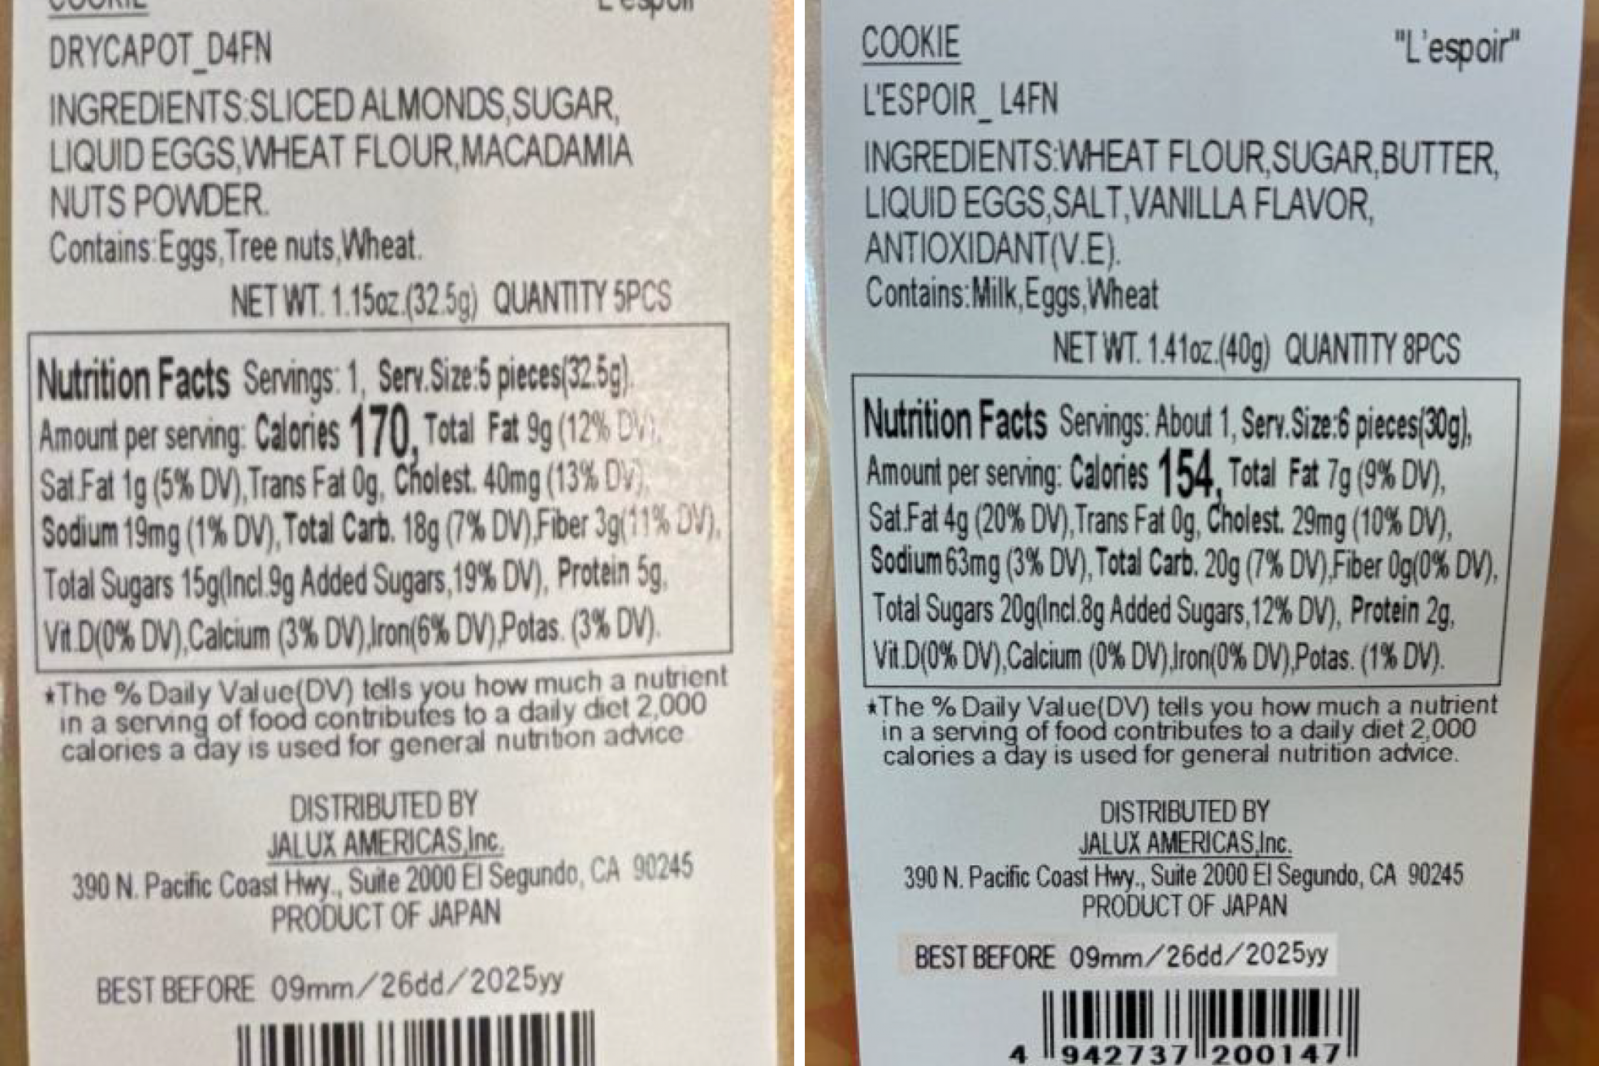 COOKIE
L'espoir
DRYCAPOT_D4FN
INGREDIENTS:SLICED ALMONDS,SUGAR,
LIQUID EGGS,WHEAT FLOUR,MACADAMIA
NUTS POWDER.
Contains:Eggs,Tree nuts,Wheat.
NET WT. 1.15oz.(32.5g) QUANTITY 5PCS
Nutrition Facts Servings: 1, Serv.Size:5 pieces(32.5g).
Amount per serving: Calories 170, Total Fat 9g (12% DV),
Sat.Fat 1g (5% DV),Trans Fat 0g, Cholest. 40mg (13% DV),
Sodium 19mg (1% DV), Total Carb. 18g (7% DV),Fiber 3g(11% DV),
Total Sugars 15g(Incl.9g Added Sugars,19% DV), Protein 5g,
Vit.D(0% DV),Calcium (3% DV),Iron(6% DV),Potas. (3% DV).
*The % Daily Value(DV) tells you how much a nutrient
in a serving of food contributes to a daily diet 2,000
calories a day is used for general nutrition advice
DISTRIBUTED BY
JALUX AMERICAS,Inc.
390 N. Pacific Coast Hwy., Suite 2000 El Segundo, CA 90245
PRODUCT OF JAPAN
BEST BEFORE 09mm/26dd/2025yy
COOKIE
"L'espoir"
L'ESPOIR_L4FN
INGREDIENTS:WHEAT FLOUR,SUGAR,BUTTER,
LIQUID EGGS,SALT,VANILLA FLAVOR,
ANTIOXIDANT(V.E).
Contains:Milk,Eggs,Wheat
NET WT. 1.41oz.(40g) QUANTITY 8PCS
Nutrition Facts Servings: About 1, Serv.Size:6 pieces(30g),
Amount per serving: Calories 154, Total Fat 7g (9% DV),
Sat.Fat 4g (20% DV),Trans Fat 0g, Cholest. 29mg (10% DV),
Sodium 63mg (3% DV), Total Carb. 20g (7% DV),Fiber 0g(0% DV),
Total Sugars 20g(Incl.8g Added Sugars,12% DV), Protein 2g,
Vit.D(0% DV),Calcium (0% DV),Iron(0% DV),Potas. (1% DV).
*The % Daily Value(DV) tells you how much a nutrient
in a serving of food contributes to a daily diet 2,000
calories a day is used for general nutrition advice.
DISTRIBUTED BY
JALUX AMERICAS,Inc.
390 N. Pacific Coast Hwy., Suite 2000 El Segundo, CA 90245
PRODUCT OF JAPAN
BEST BEFORE 09mm/26dd/2025yy
4 942737 200147